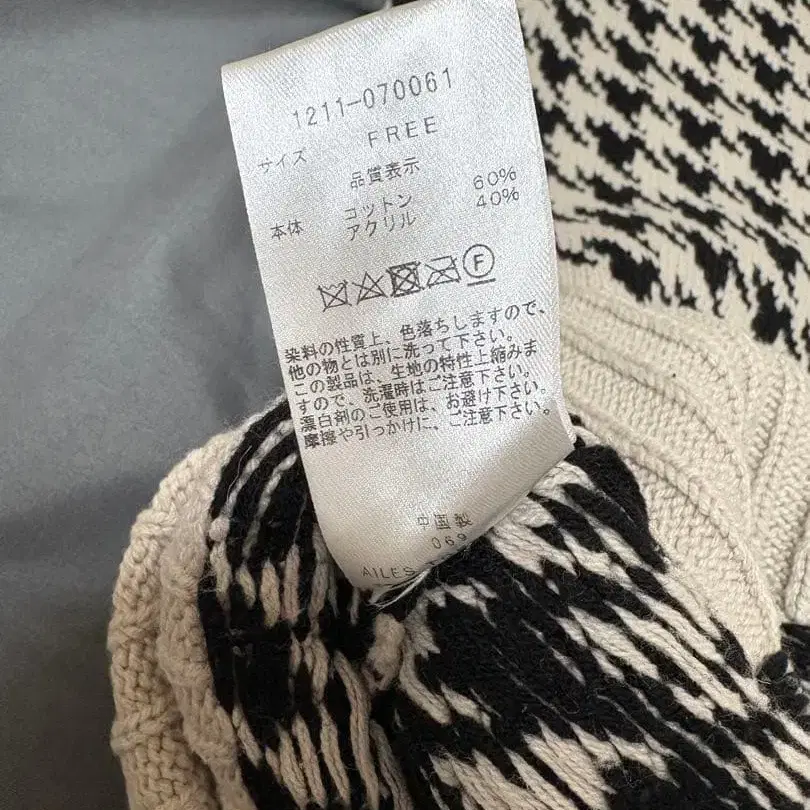 1211-070061
サイズ FREE
品質表示
本体 コットン 60%
アクリル 40%
F
染料の性質上、色落ちしますので、
他の物とは別に洗って下さい。
この製品は、生地の特性上縮みま
すので、洗濯時はご注意下さい。
漂白剤のご使用は、お避け下さい。
摩擦や引っかけに、ご注意下さい。
中国製
069
AILES